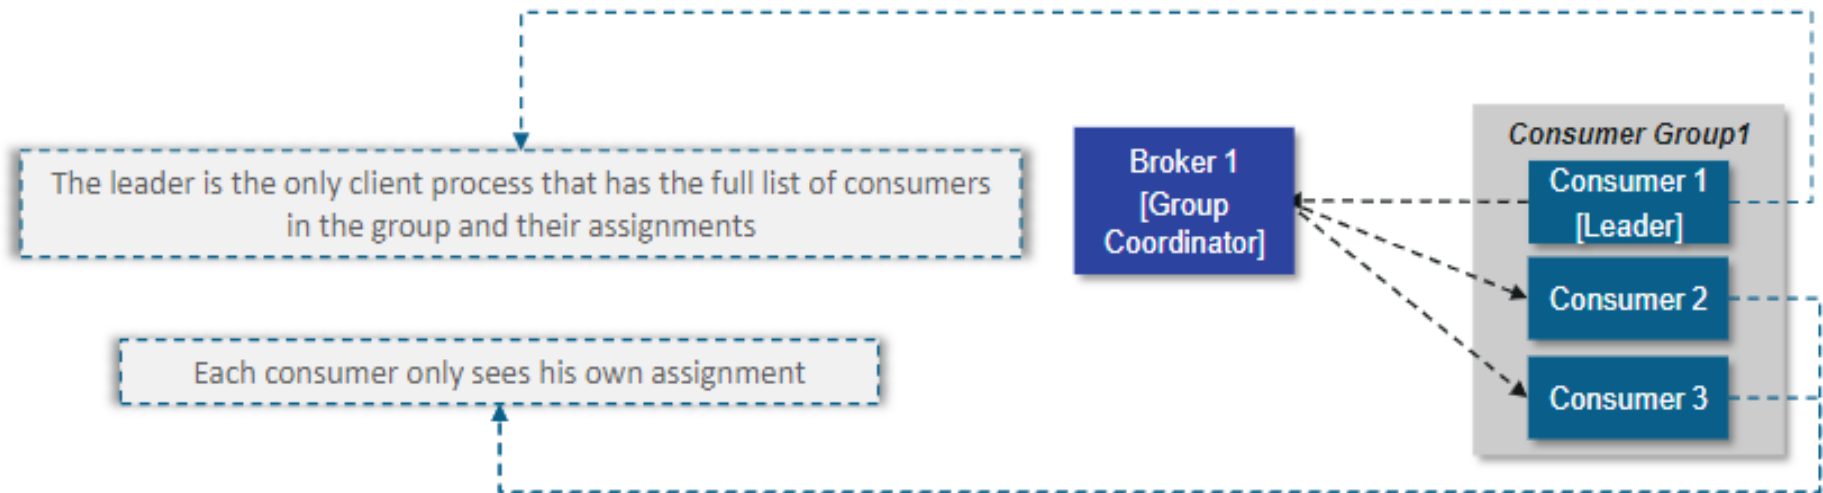 The leader is the only client process that has the full list of consumers
in the group and their assignments
Each consumer only sees his own assignment
Broker 1
[Group
Coordinator]
Consumer Group1
Consumer 1
[Leader]
Consumer 2
Consumer 3